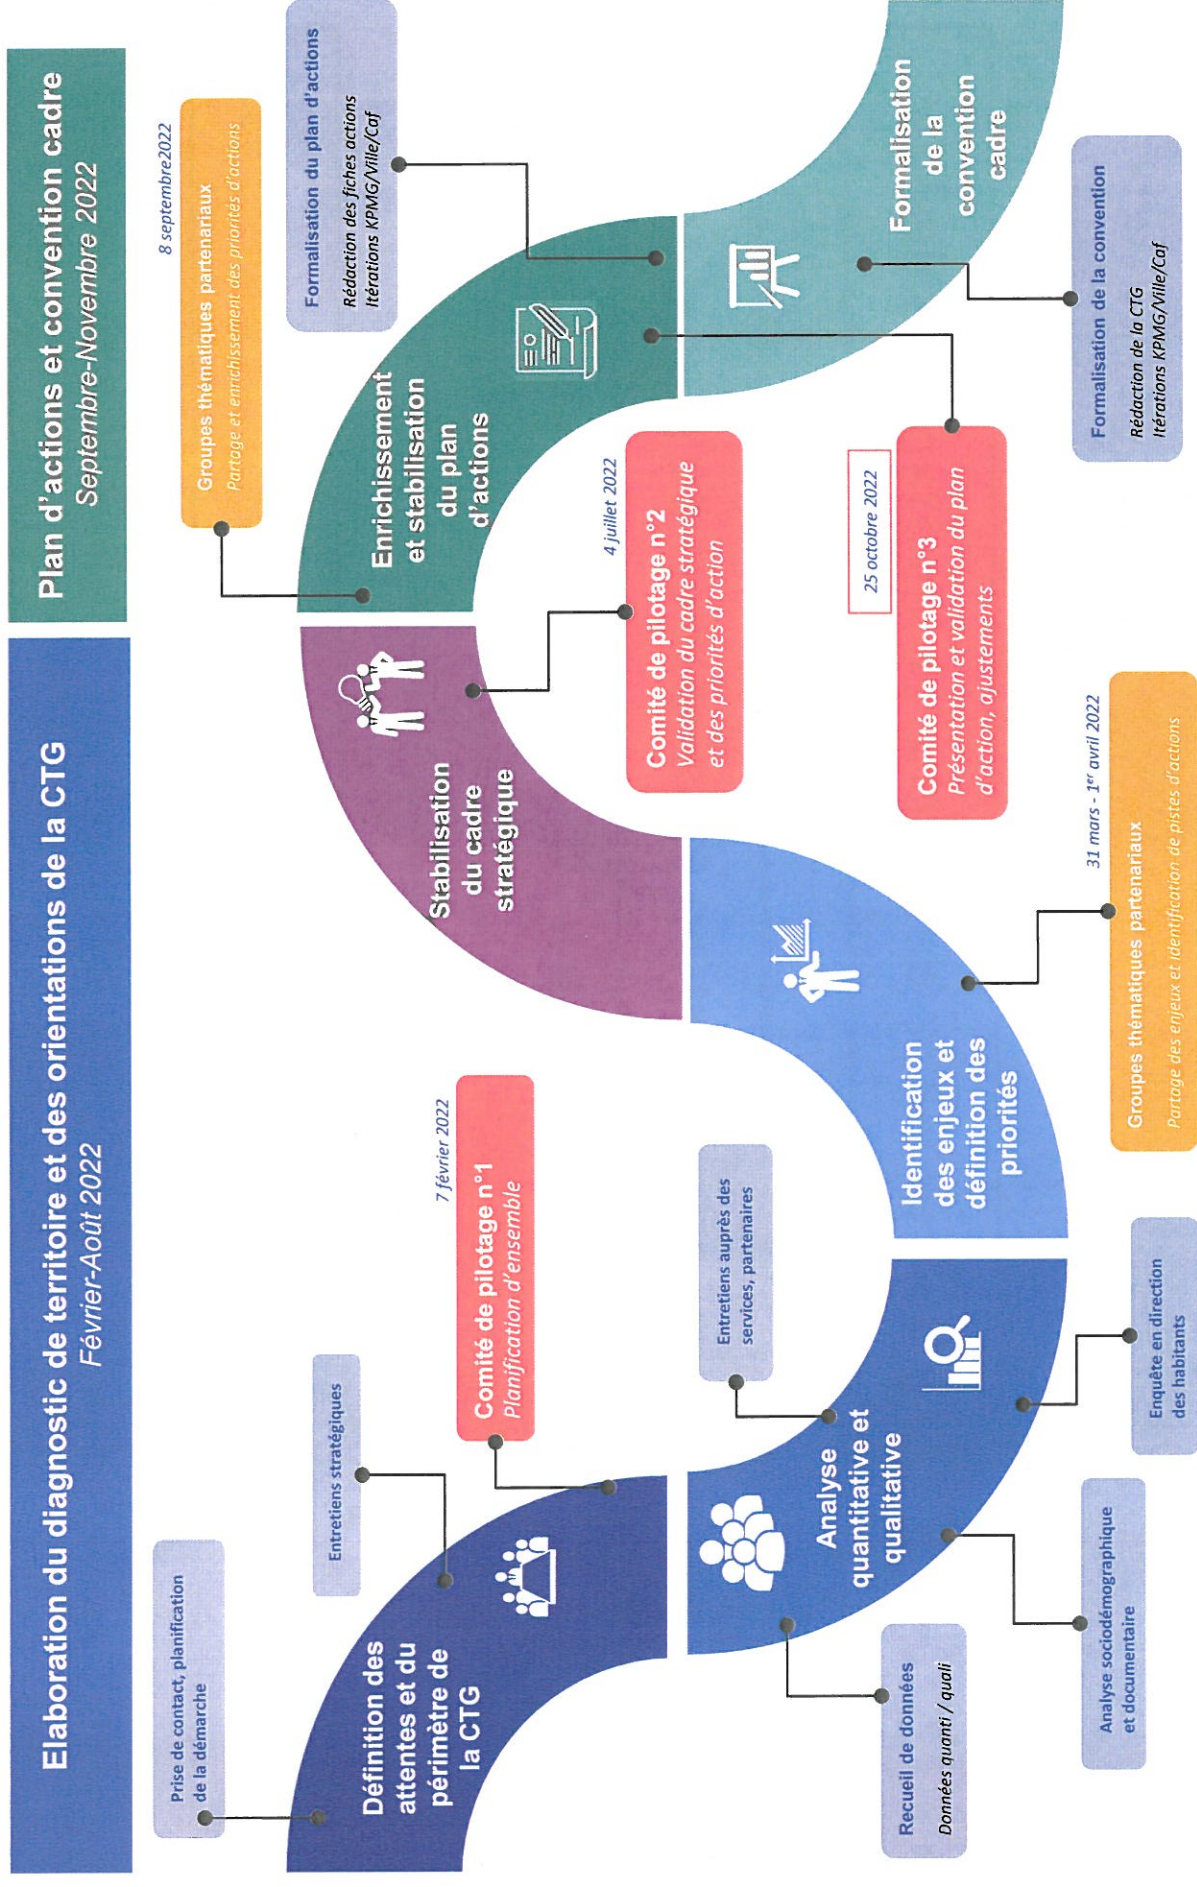 Elaboration du diagnostic de territoire et des orientations de la CTG
Février-Août 2022
Plan d'actions et convention cadre
Septembre-Novembre 2022
Prise de contact, planification
de la démarche
Entretiens stratégiques
7 février 2022
Comité de pilotage n°1
Planification d'ensemble
Définition des
attentes et du
périmètre de
la CTG
Analyse
quantitative et
qualitative
Recueil de données
Données quanti / quali
Analyse sociodémographique
et documentaire
Enquête en direction
des habitants
Entretiens auprès des
services, partenaires
Identification
des enjeux et
définition des
priorités
31 mars - 1er avril 2022
Groupes thématiques partenariaux
Partage des enjeux et identification de pistes d'actions
Stabilisation
du cadre
stratégique
4 juillet 2022
Comité de pilotage n°2
Validation du cadre stratégique
et des priorités d'action
8 septembre2022
Groupes thématiques partenariaux
Partage et enrichissement des priorités d'actions
Enrichissement
et stabilisation
du plan
d'actions
Formalisation du plan d'actions
Rédaction des fiches actions
Itérations KPMG/Ville/Caf
25 octobre 2022
Comité de pilotage n°3
Présentation et validation du plan
d'action, ajustements
Formalisation
de la
convention
cadre
Formalisation de la convention
Rédaction de la CTG
Itérations KPMG/Ville/Caf